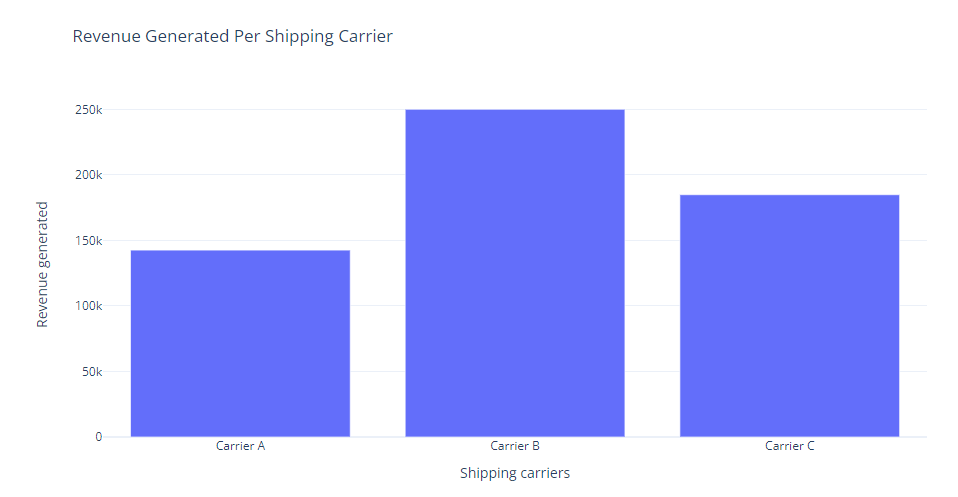 Revenue Generated Per Shipping Carrier
250k
200k
150k
100k
50k
0
Revenue generated
Carrier A
Carrier B
Carrier C
Shipping carriers